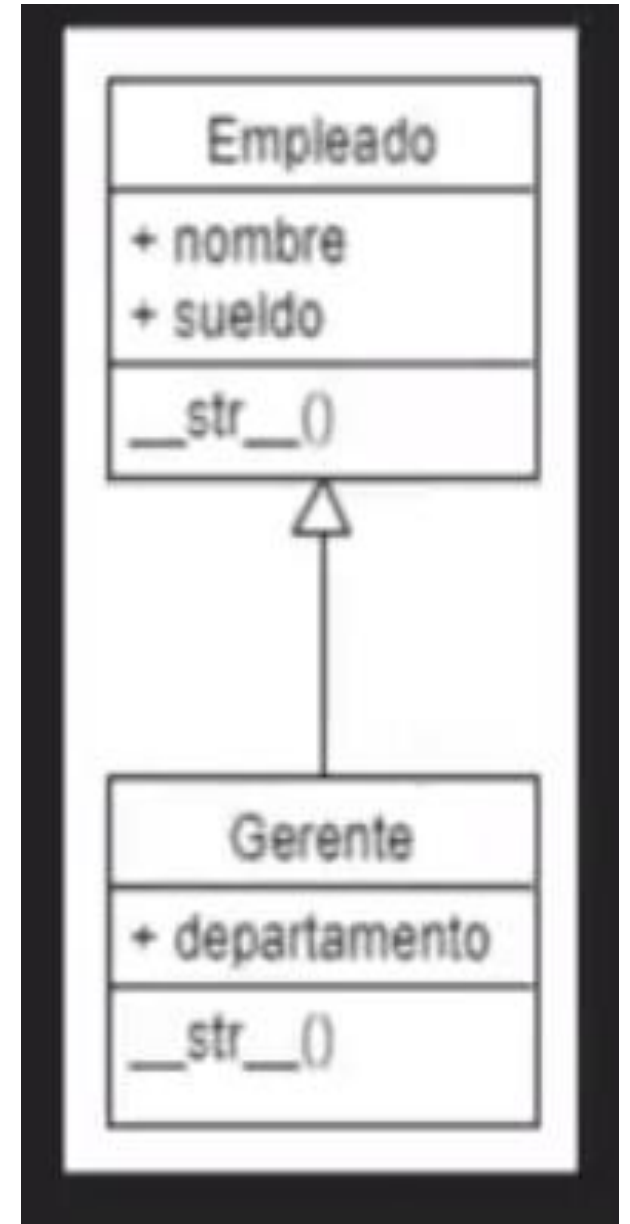 Empleado
+ nombre
+ sueldo
__str__()
Gerente
+ departamento
__str__()